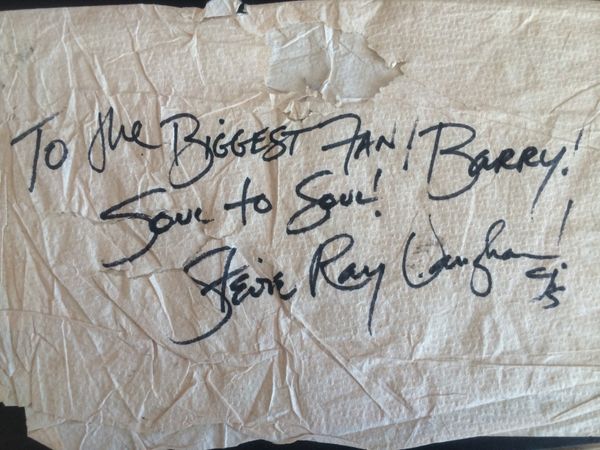 To the BIGGEST FAN! BARRY!
SOUL to SOUL!
Stevie Ray Vaughan!